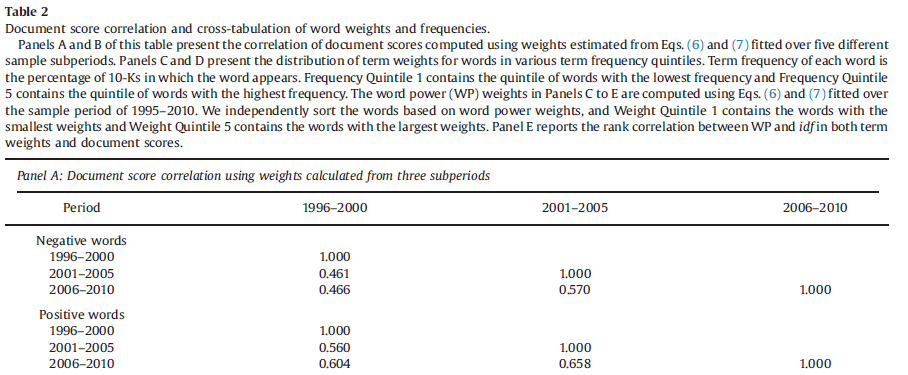 Table 2
Document score correlation and cross-tabulation of word weights and frequencies.
Panels A and B of this table present the correlation of document scores computed using weights estimated from Eqs. (6) and (7) fitted over five different
sample subperiods. Panels C and D present the distribution of term weights for words in various term frequency quintiles. Term frequency of each word is
the percentage of 10-Ks in which the word appears. Frequency Quintile 1 contains the quintile of words with the lowest frequency and Frequency Quintile
5 contains the quintile of words with the highest frequency. The word power (WP) weights in Panels C to E are computed using Eqs. (6) and (7) fitted over
the sample period of 1995–2010. We independently sort the words based on word power weights, and Weight Quintile 1 contains the words with the
smallest weights and Weight Quintile 5 contains the words with the largest weights. Panel E reports the rank correlation between WP and idf in both term
weights and document scores.
Panel A: Document score correlation using weights calculated from three subperiods
Period 1996–2000 2001–2005 2006–2010
Negative words
1996–2000 1.000
2001–2005 0.461 1.000
2006–2010 0.466 0.570 1.000
Positive words
1996–2000 1.000
2001–2005 0.560 1.000
2006–2010 0.604 0.658 1.000